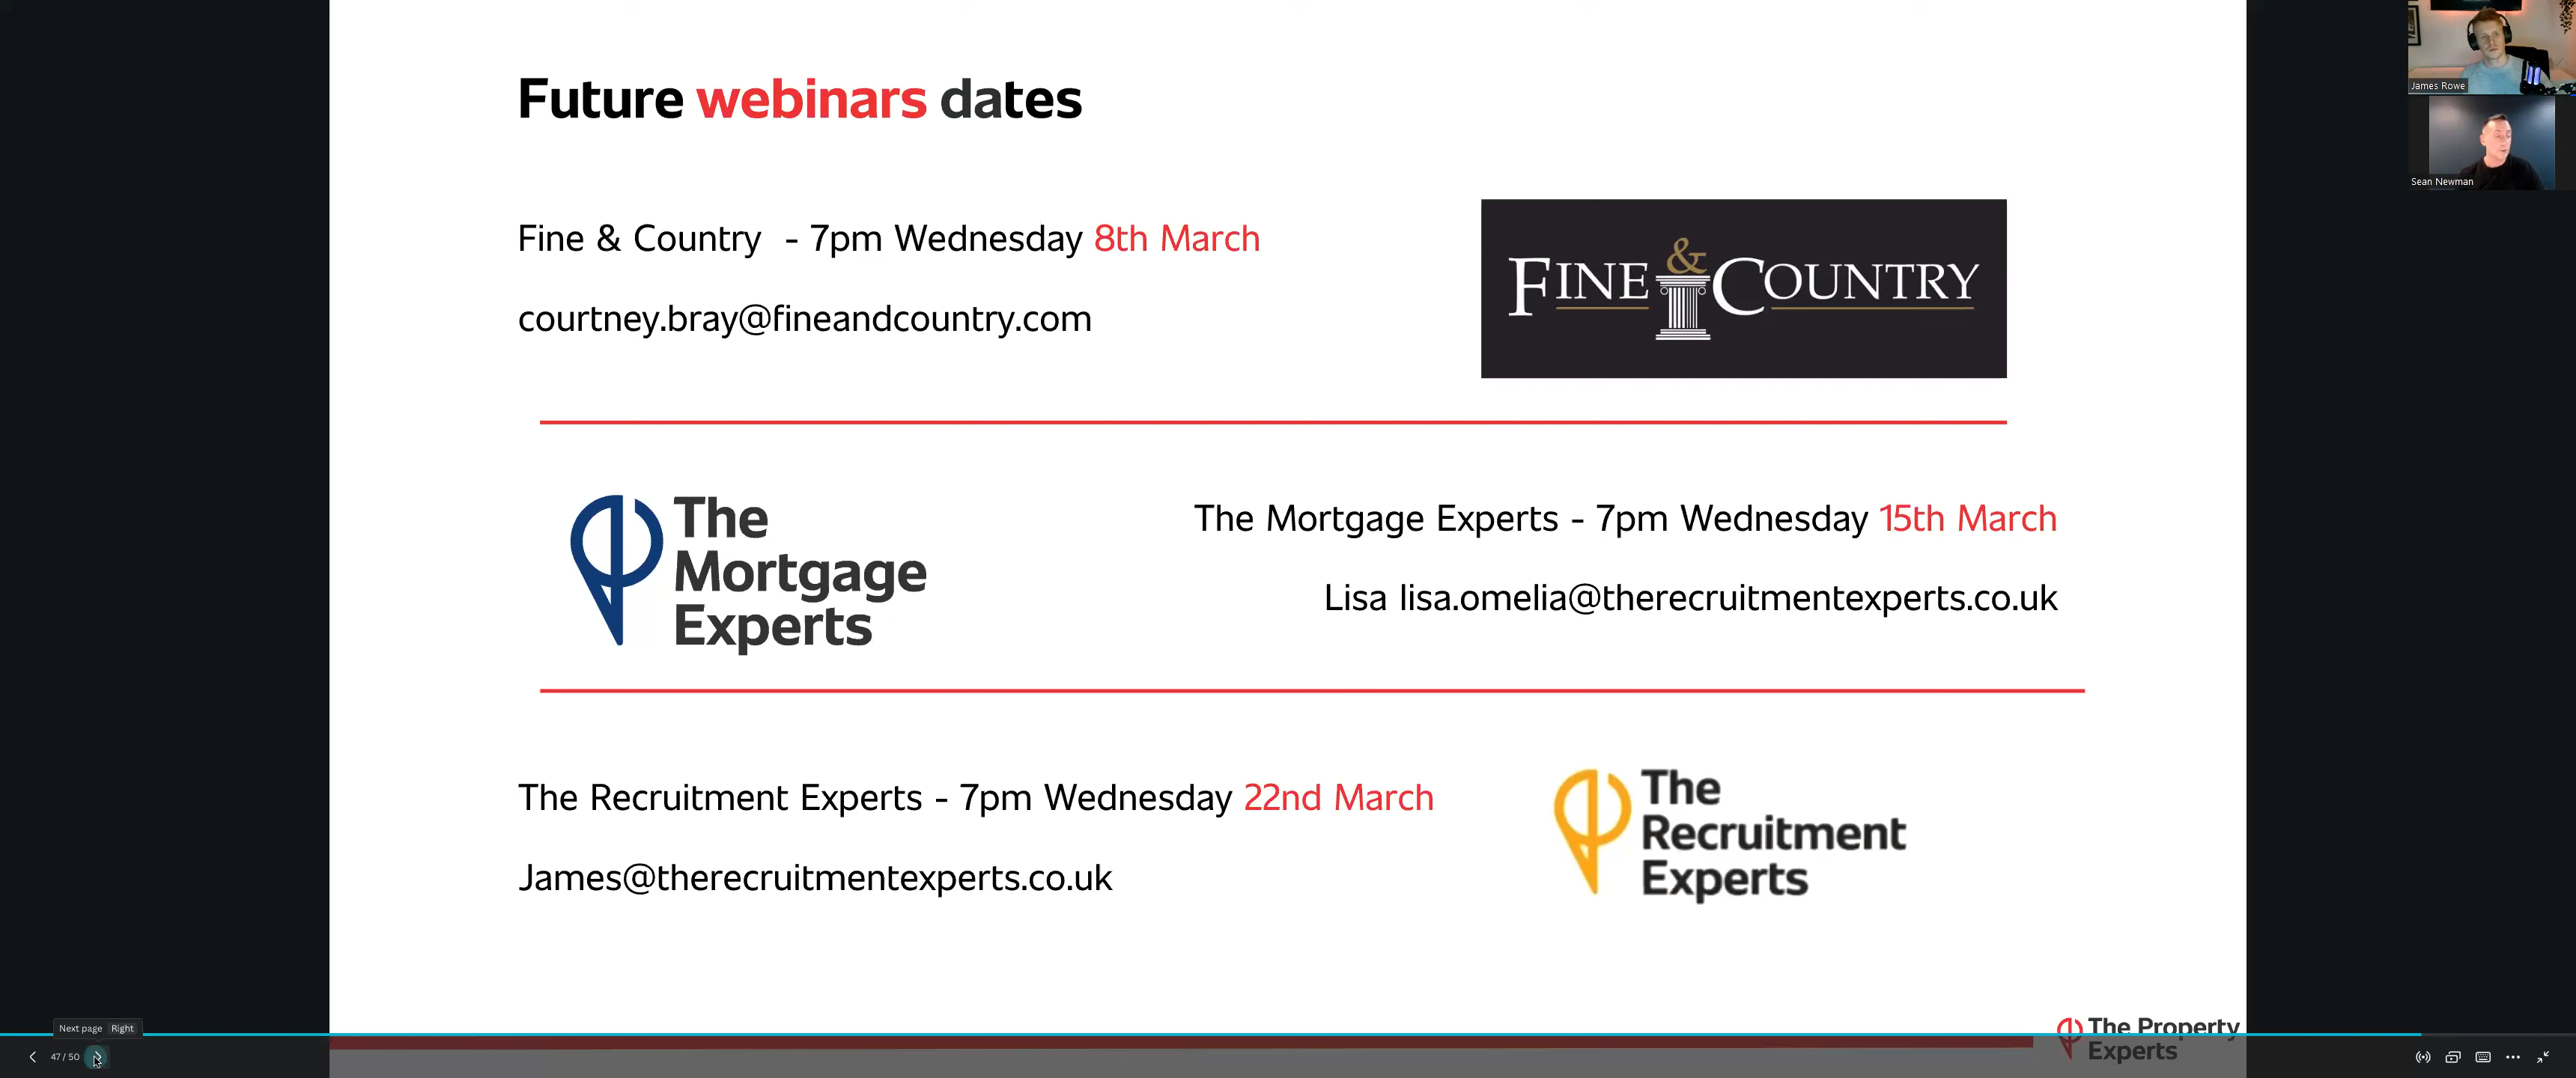 Future webinars dates
James Rowe
Sean Newman
Fine & Country - 7pm Wednesday 8th March
courtney.bray@fineandcountry.com
FINE & COUNTRY
The
Mortgage
Experts
The Mortgage Experts - 7pm Wednesday 15th March
Lisa lisa.omelia@therecruitmentexperts.co.uk
The Recruitment Experts - 7pm Wednesday 22nd March
James@therecruitmentexperts.co.uk
The
Recruitment
Experts
The Property
Experts
Next page Right
47 / 50